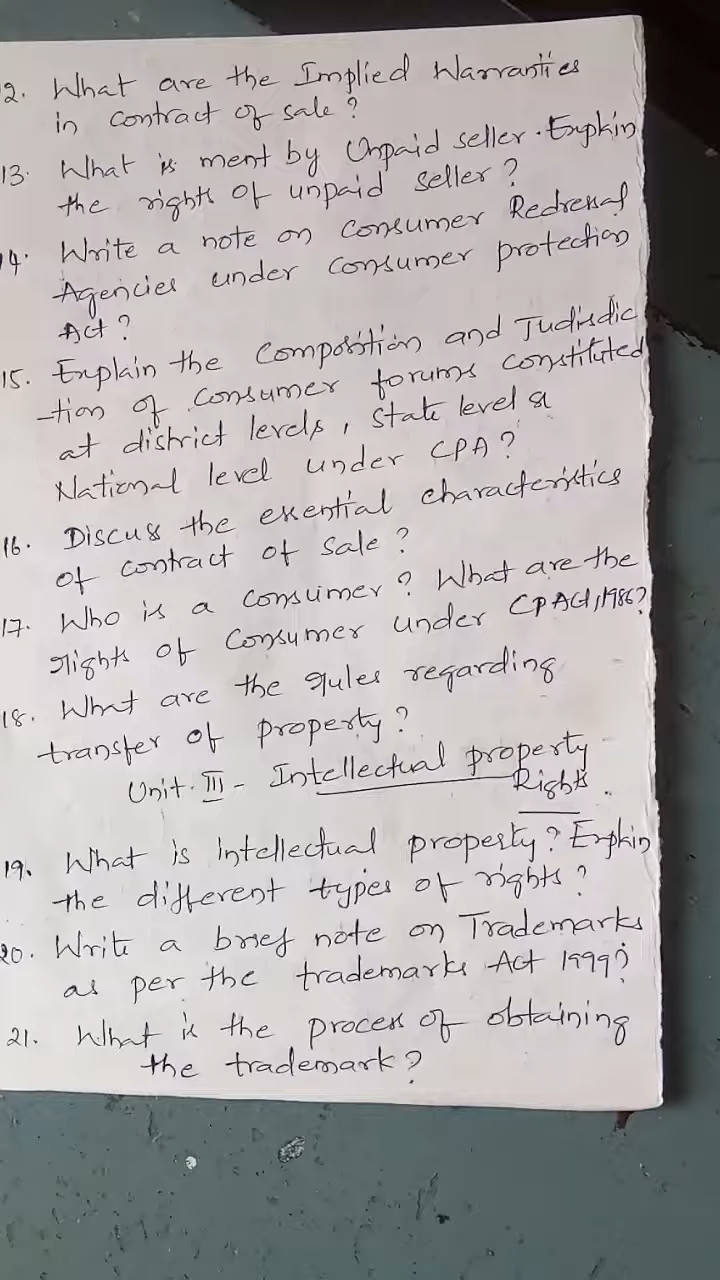 2. What are the Implied Warranties
in contract of sale?
13. What is ment by Unpaid seller. Explain
the rights of unpaid seller?
14. Write a note on Consumer Redressal
Agencies under Consumer protection
Act?
15. Explain the Composition and Judisdic
-tion of Consumer forums constituted
at district levels, state level &
National level under CPA?
16. Discuss the essential characteristics
of contract of sale?
17. Who is a consumer? What are the
rights of Consumer under CPACt, 1986?
18. What are the rules regarding
transfer of property?
Unit. III - Intellectual property
Rights.
19. What is intellectual property? Explain
the different types of rights?
20. Write a brief note on Trademarks
as per the trademarks Act 1999?
21. What is the process of obtaining
the trademark?